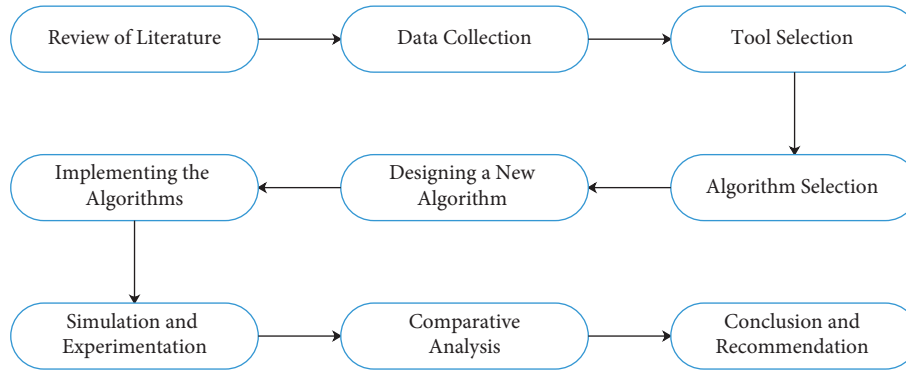 Review of Literature
Data Collection
Tool Selection
Algorithm Selection
Designing a New
Algorithm
Implementing the
Algorithms
Simulation and
Experimentation
Comparative
Analysis
Conclusion and
Recommendation